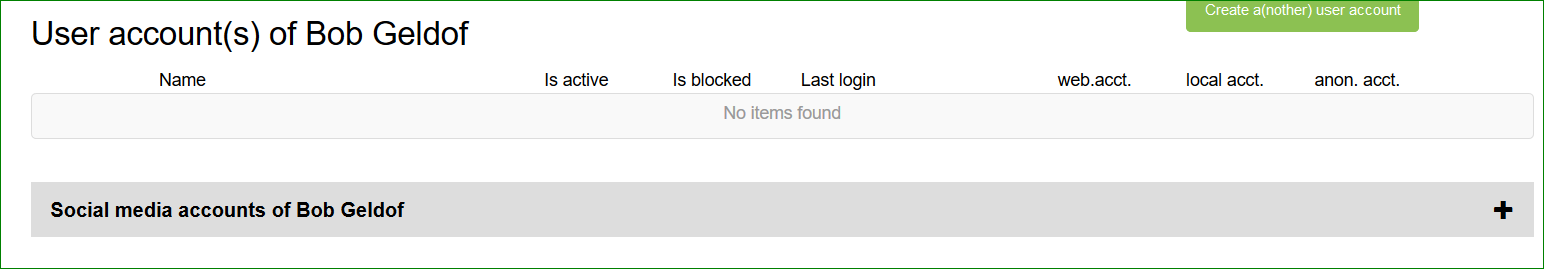 Create a(nother) user account
User account(s) of Bob Geldof
Name Is active Is blocked Last login web.acct. local acct. anon. acct.
No items found
Social media accounts of Bob Geldof